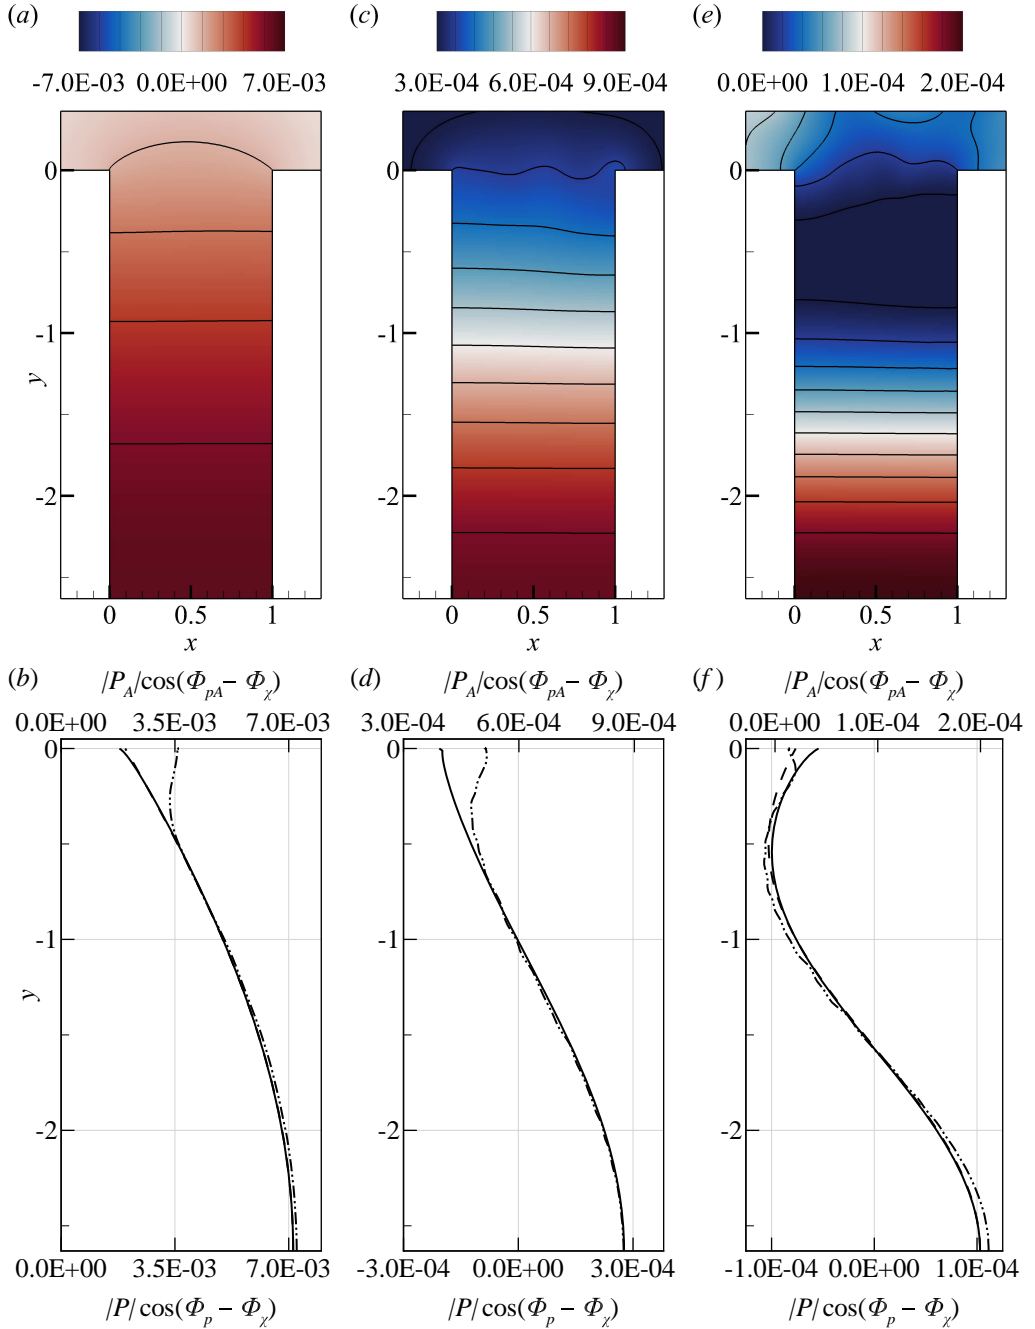 (a) (c) (e)
-7.0E-03 0.0E+00 7.0E-03 3.0E-04 6.0E-04 9.0E-04 0.0E+00 1.0E-04 2.0E-04
0 0 0
-1 -1 -1
y y y
-2 -2 -2
0 0.5 1 0 0.5 1 0 0.5 1
x x x
(b) |P_A|cos(Φ_pA − Φ_χ) (d) |P_A|cos(Φ_pA − Φ_χ) (f) |P_A|cos(Φ_pA − Φ_χ)
0.0E+00 3.5E-03 7.0E-03 3.0E-04 6.0E-04 9.0E-04 0.0E+00 1.0E-04 2.0E-04
0 0 0
-1 -1 -1
y
-2 -2 -2
0.0E+00 3.5E-03 7.0E-03 -3.0E-04 0.0E+00 3.0E-04 -1.0E-04 0.0E+00 1.0E-04
|P|cos(Φ_p − Φ_χ) |P|cos(Φ_p − Φ_χ) |P|cos(Φ_p − Φ_χ)